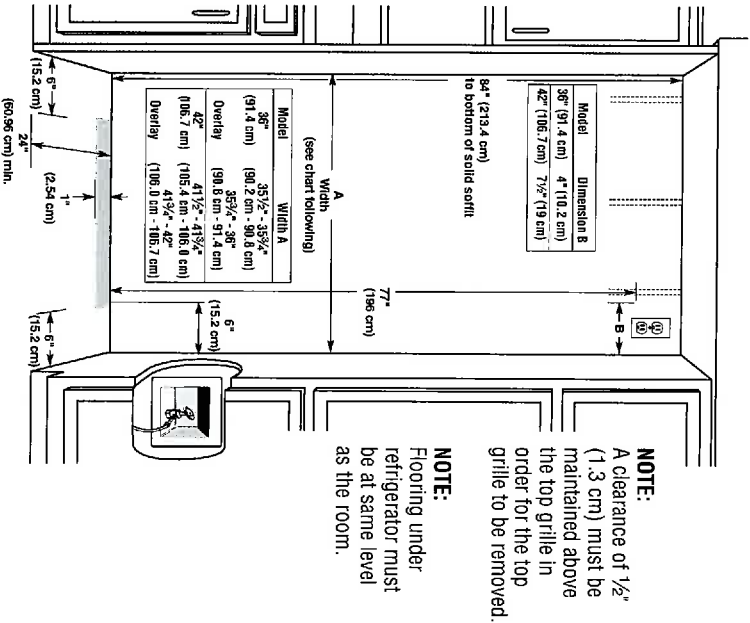 84" (213.4 cm)
to bottom of solid soffit
Model Dimension B
36" (91.4 cm) 4" (10.2 cm)
42" (106.7 cm) 7½" (19 cm)
B
77"
(196 cm)
A
Width
(see chart following)
Model Width A
36" 35½" - 35¾"
(91.4 cm) (90.2 cm - 90.8 cm)
Overlay 35¾" - 36"
(90.8 cm - 91.4 cm)
42" 41½" - 41¾"
(106.7 cm) (105.4 cm - 106.0 cm)
Overlay 41¾" - 42"
(106.0 cm - 106.7 cm)
6"
(15.2 cm)
6"
(15.2 cm)
1"
(2.54 cm)
6"
(15.2 cm)
24"
(60.96 cm) min.
NOTE:
A clearance of ½"
(1.3 cm) must be
maintained above
the top grille in
order for the top
grille to be removed.
NOTE:
Flooring under
refrigerator must
be at same level
as the room.